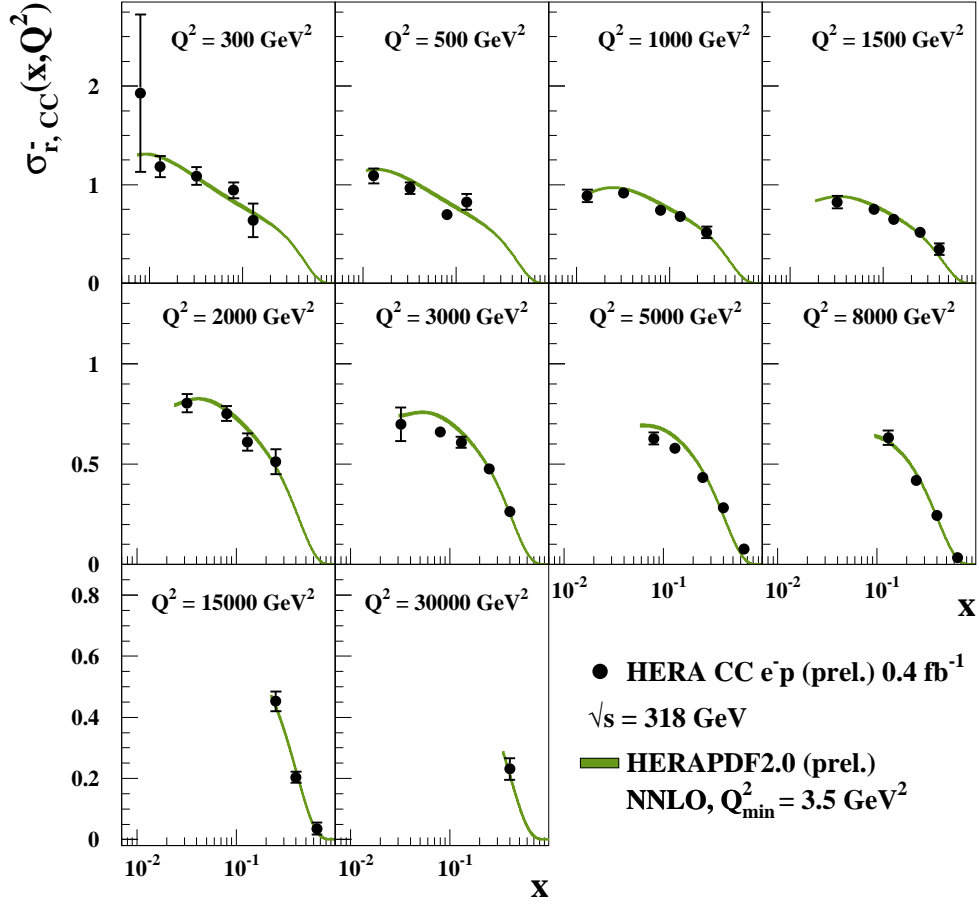 σ⁻r, CC(x,Q²)
Q² = 300 GeV²
Q² = 500 GeV²
Q² = 1000 GeV²
Q² = 1500 GeV²
2
1
0
Q² = 2000 GeV²
Q² = 3000 GeV²
Q² = 5000 GeV²
Q² = 8000 GeV²
1
0.5
0
10⁻² 10⁻¹
10⁻² 10⁻¹
x
Q² = 15000 GeV²
Q² = 30000 GeV²
0.8
0.6
0.4
0.2
0
10⁻² 10⁻¹
10⁻² 10⁻¹
x
HERA CC e⁻p (prel.) 0.4 fb⁻¹
√s = 318 GeV
HERAPDF2.0 (prel.)
NNLO, Q²min = 3.5 GeV²